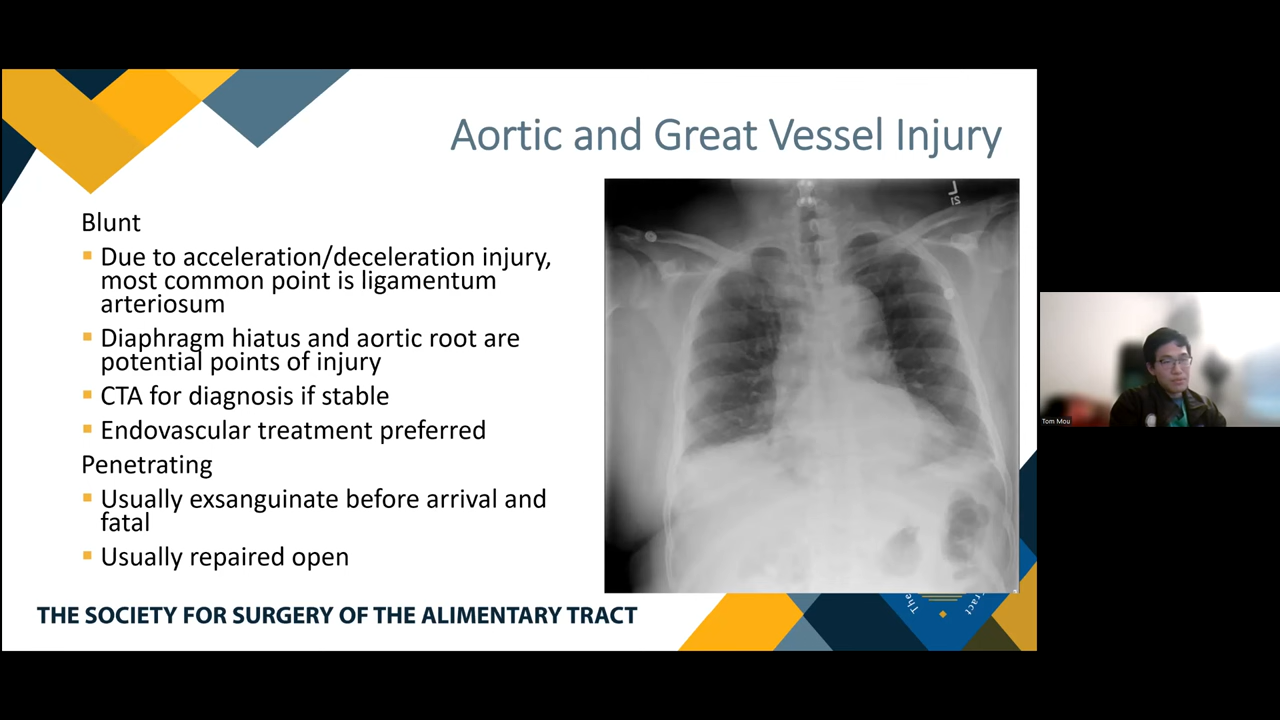 Aortic and Great Vessel Injury
Blunt
Due to acceleration/deceleration injury,
most common point is ligamentum
arteriosum
Diaphragm hiatus and aortic root are
potential points of injury
CTA for diagnosis if stable
Endovascular treatment preferred
Penetrating
Usually exsanguinate before arrival and
fatal
Usually repaired open
THE SOCIETY FOR SURGERY OF THE ALIMENTARY TRACT
L
Tom Mou